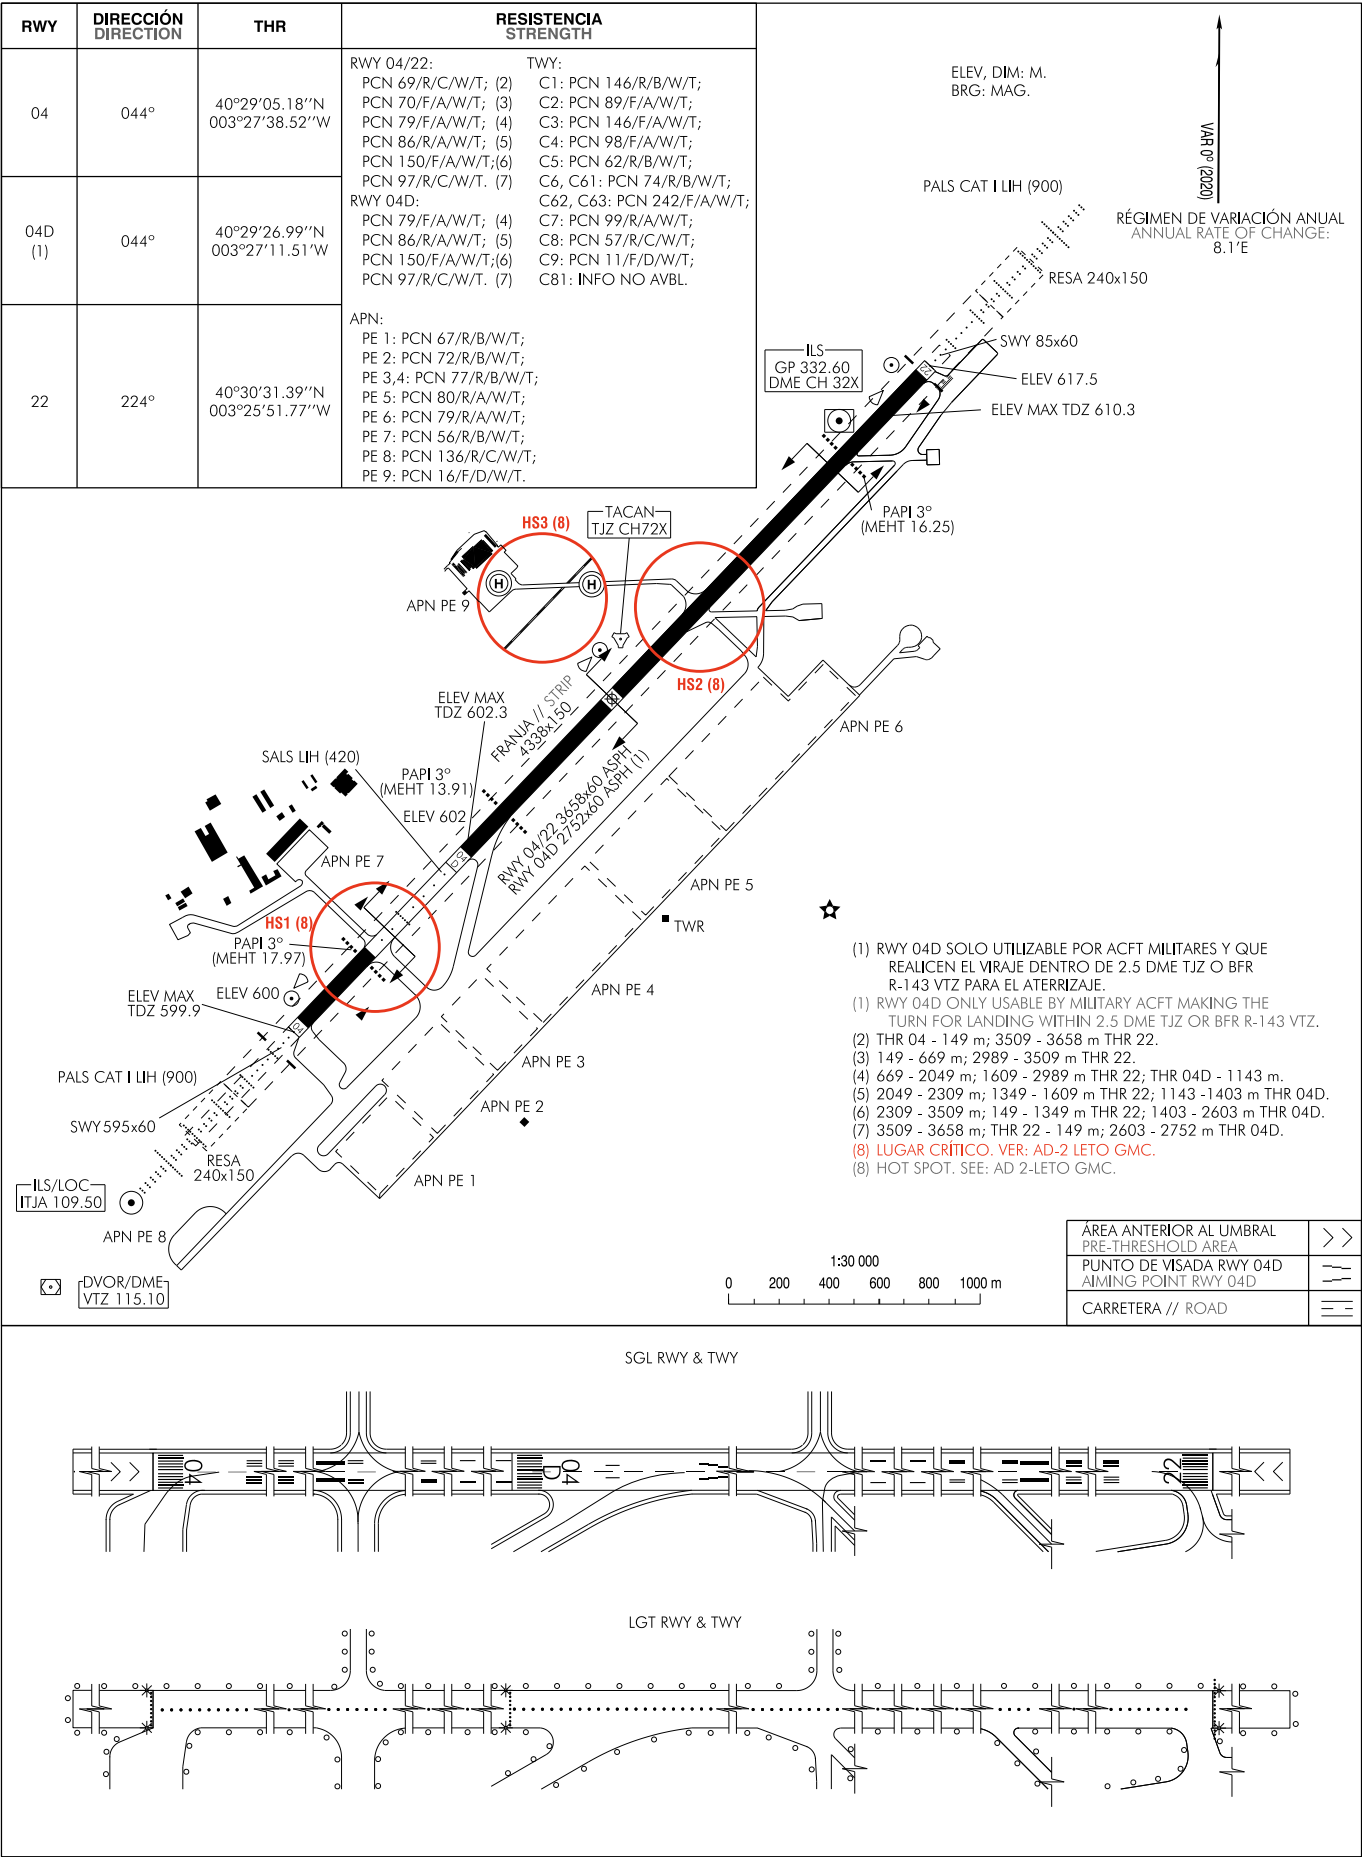 RWY
DIRECCIÓN
DIRECTION
THR
RESISTENCIA
STRENGTH
04
044º
40º29'05.18''N
003º27'38.52''W
04D
(1)
044º
40º29'26.99''N
003º27'11.51'W
22
224º
40º30'31.39''N
003º25'51.77''W
RWY 04/22:
PCN 69/R/C/W/T; (2)
PCN 70/F/A/W/T; (3)
PCN 79/F/A/W/T; (4)
PCN 86/R/A/W/T; (5)
PCN 150/F/A/W/T;(6)
PCN 97/R/C/W/T. (7)
RWY 04D:
PCN 79/F/A/W/T; (4)
PCN 86/R/A/W/T; (5)
PCN 150/F/A/W/T;(6)
PCN 97/R/C/W/T. (7)
TWY:
C1: PCN 146/R/B/W/T;
C2: PCN 89/F/A/W/T;
C3: PCN 146/F/A/W/T;
C4: PCN 98/F/A/W/T;
C5: PCN 62/R/B/W/T;
C6, C61: PCN 74/R/B/W/T;
C62, C63: PCN 242/F/A/W/T;
C7: PCN 99/R/A/W/T;
C8: PCN 57/R/C/W/T;
C9: PCN 11/F/D/W/T;
C81: INFO NO AVBL.
APN:
PE 1: PCN 67/R/B/W/T;
PE 2: PCN 72/R/B/W/T;
PE 3,4: PCN 77/R/B/W/T;
PE 5: PCN 80/R/A/W/T;
PE 6: PCN 79/R/A/W/T;
PE 7: PCN 56/R/B/W/T;
PE 8: PCN 136/R/C/W/T;
PE 9: PCN 16/F/D/W/T.
ELEV, DIM: M.
BRG: MAG.
VAR 0º (2020)
RÉGIMEN DE VARIACIÓN ANUAL
ANNUAL RATE OF CHANGE:
8.1'E
PALS CAT I LIH (900)
RESA 240x150
SWY 85x60
ELEV 617.5
ELEV MAX TDZ 610.3
22
ILS
GP 332.60
DME CH 32X
PAPI 3º
(MEHT 16.25)
TACAN
TJZ CH72X
HS3 (8)
H
H
APN PE 9
HS2 (8)
APN PE 6
ELEV MAX
TDZ 602.3
FRANJA // STRIP
4338x150
SALS LIH (420)
PAPI 3º
(MEHT 13.91)
ELEV 602
RWY 04/22 3658x60 ASPH
RWY 04D 2752x60 ASPH (1)
APN PE 7
APN PE 5
TWR
HS1 (8)
PAPI 3º
(MEHT 17.97)
ELEV 600
ELEV MAX
TDZ 599.9
04
APN PE 4
APN PE 3
APN PE 2
PALS CAT I LIH (900)
SWY 595x60
RESA
240x150
APN PE 1
ILS/LOC
ITJA 109.50
APN PE 8
DVOR/DME
VTZ 115.10
(1) RWY 04D SOLO UTILIZABLE POR ACFT MILITARES Y QUE
REALICEN EL VIRAJE DENTRO DE 2.5 DME TJZ O BFR
R-143 VTZ PARA EL ATERRIZAJE.
(1) RWY 04D ONLY USABLE BY MILITARY ACFT MAKING THE
TURN FOR LANDING WITHIN 2.5 DME TJZ OR BFR R-143 VTZ.
(2) THR 04 - 149 m; 3509 - 3658 m THR 22.
(3) 149 - 669 m; 2989 - 3509 m THR 22.
(4) 669 - 2049 m; 1609 - 2989 m THR 22; THR 04D - 1143 m.
(5) 2049 - 2309 m; 1349 - 1609 m THR 22; 1143 -1403 m THR 04D.
(6) 2309 - 3509 m; 149 - 1349 m THR 22; 1403 - 2603 m THR 04D.
(7) 3509 - 3658 m; THR 22 - 149 m; 2603 - 2752 m THR 04D.
(8) LUGAR CRÍTICO. VER: AD-2 LETO GMC.
(8) HOT SPOT. SEE: AD 2-LETO GMC.
ÁREA ANTERIOR AL UMBRAL
PRE-THRESHOLD AREA
PUNTO DE VISADA RWY 04D
AIMING POINT RWY 04D
CARRETERA // ROAD
1:30 000
0 200 400 600 800 1000 m
SGL RWY & TWY
04
04
D
22
LGT RWY & TWY